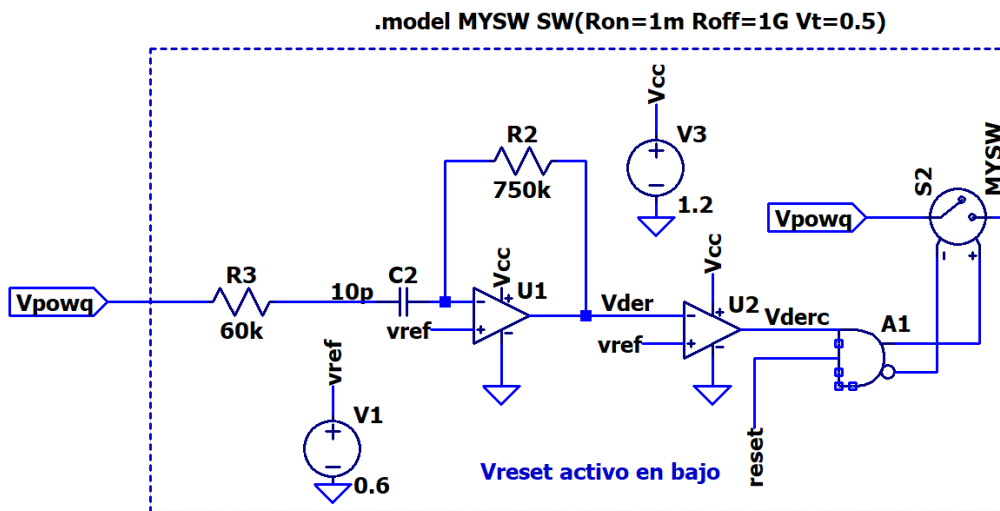 .model MYSW SW(Ron=1m Roff=1G Vt=0.5)
Vcc
V3
1.2
R2
750k
S2
MYSW
Vpowq
Vpowq
R3
60k
10p
C2
vref
Vcc
U1
Vder
vref
Vcc
U2
Vderc
A1
reset
vref
V1
0.6
Vreset activo en bajo